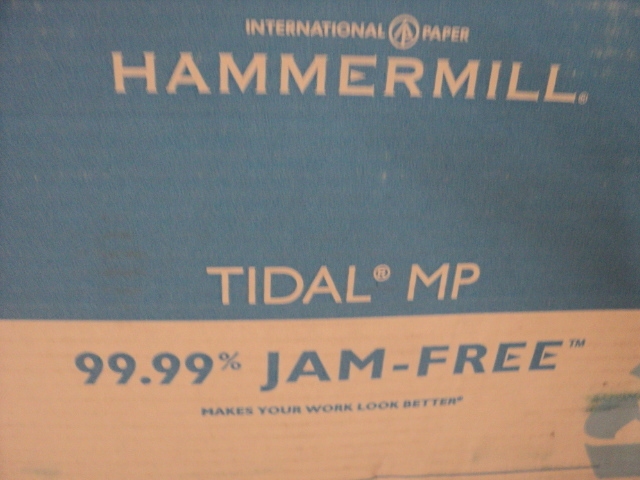 INTERNATIONAL PAPER
HAMMERMILL®
TIDAL® MP
99.99% JAM-FREE™
MAKES YOUR WORK LOOK BETTER®